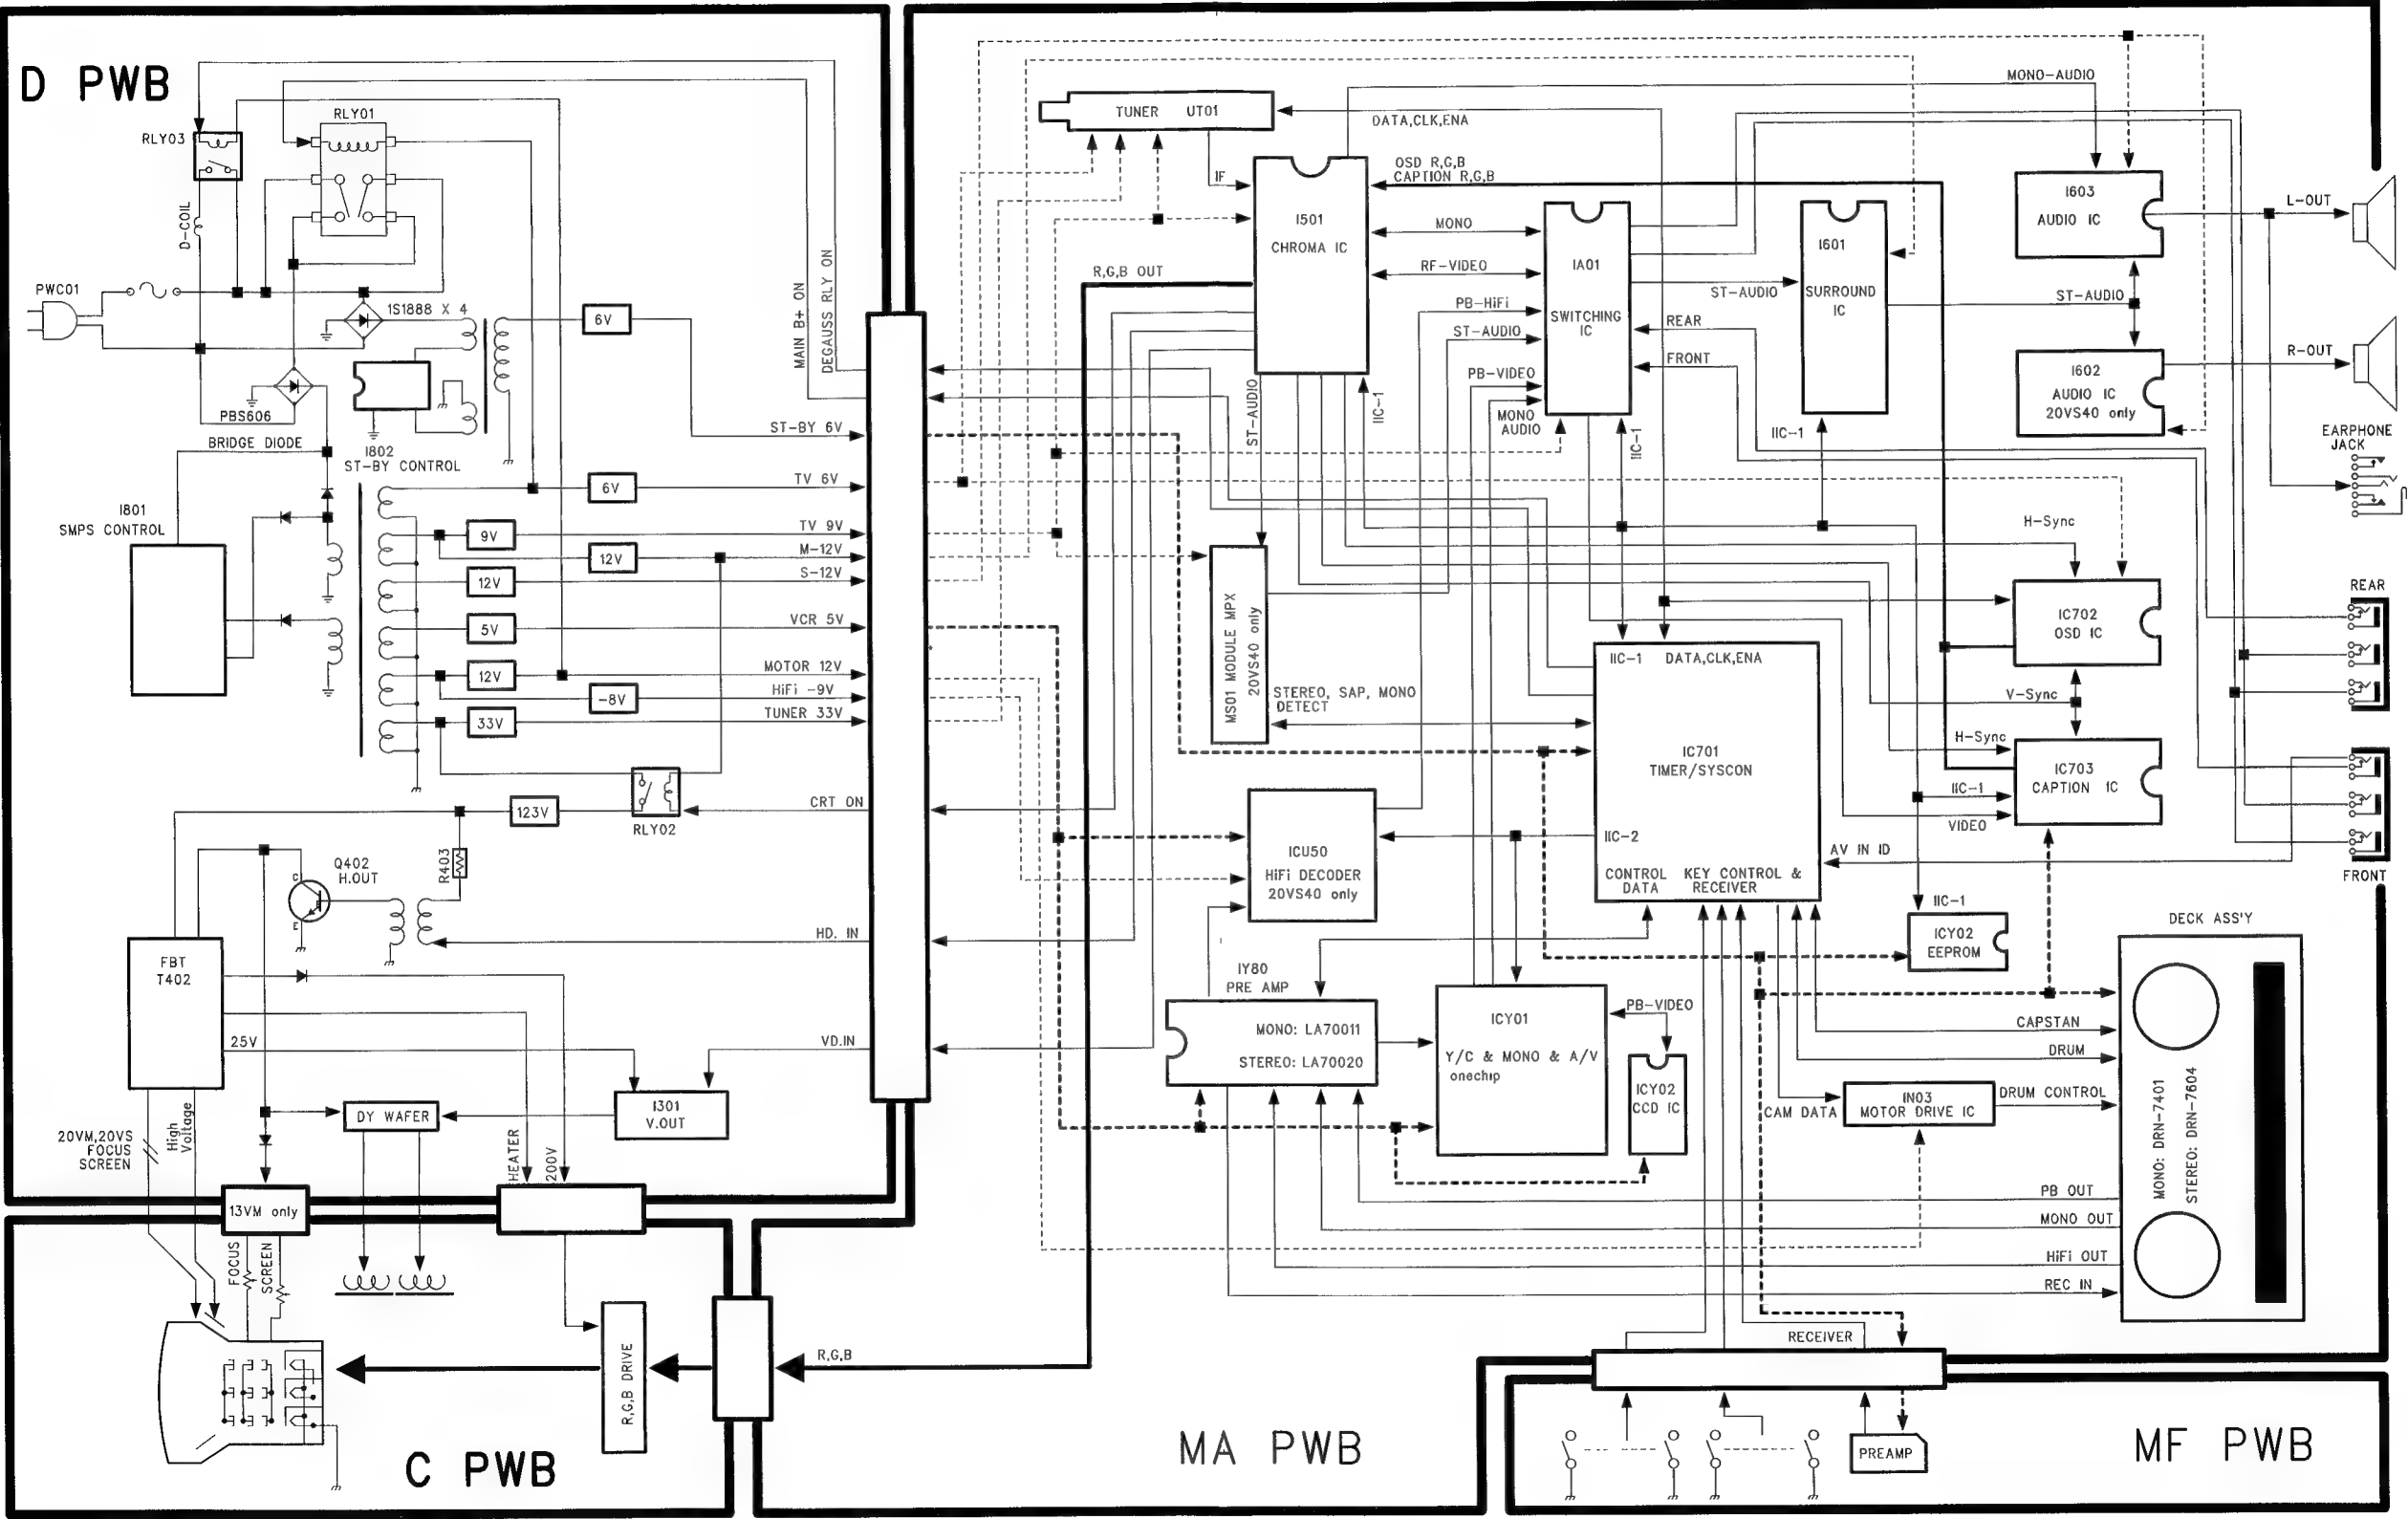 D PWB
RLY03
RLY01
D-COIL
PWC01
1S1888 X 4
PBS606
BRIDGE DIODE
I802
ST-BY CONTROL
I801
SMPS CONTROL
6V
MAIN B+ ON
DEGAUSS RLY ON
ST-BY 6V
6V
TV 6V
9V
TV 9V
12V
M-12V
12V
S-12V
5V
VCR 5V
12V
MOTOR 12V
-8V
HiFi -9V
33V
TUNER 33V
RLY02
123V
CRT ON
R403
Q402
H.OUT
C
E
HD. IN
FBT
T402
25V
VD.IN
I301
V.OUT
DY WAFER
20VM,20VS
FOCUS
SCREEN
High
Voltage
HEATER
200V
13VM only
FOCUS
SCREEN
R,G,B DRIVE
C PWB
R,G,B
TUNER UT01
DATA,CLK,ENA
IF
MONO-AUDIO
OSD R,G,B
CAPTION R,G,B
I501
CHROMA IC
R,G,B OUT
MONO
RF-VIDEO
PB-HiFi
ST-AUDIO
PB-VIDEO
MONO
AUDIO
ST-AUDIO
IIC-1
IA01
SWITCHING
IC
IIC-1
ST-AUDIO
REAR
FRONT
I601
SURROUND
IC
IIC-1
I603
AUDIO IC
L-OUT
ST-AUDIO
I602
AUDIO IC
20VS40 only
R-OUT
EARPHONE
JACK
H-Sync
IC702
OSD IC
V-Sync
H-Sync
IC703
CAPTION IC
IIC-1
VIDEO
REAR
FRONT
MS01 MODULE MPX
20VS40 only
STEREO, SAP, MONO
DETECT
IIC-1 DATA,CLK,ENA
IC701
TIMER/SYSCON
IIC-2
CONTROL
DATA
KEY CONTROL &
RECEIVER
AV IN ID
ICU50
HiFi DECODER
20VS40 only
IIC-1
ICY02
EEPROM
IY80
PRE AMP
MONO: LA70011
STEREO: LA70020
ICY01
Y/C & MONO & A/V
onechip
PB-VIDEO
ICY02
CCD IC
DECK ASS'Y
CAPSTAN
DRUM
CAM DATA
IN03
MOTOR DRIVE IC
DRUM CONTROL
MONO: DRN-7401
STEREO: DRN-7604
PB OUT
MONO OUT
HiFi OUT
REC IN
RECEIVER
PREAMP
MA PWB
MF PWB